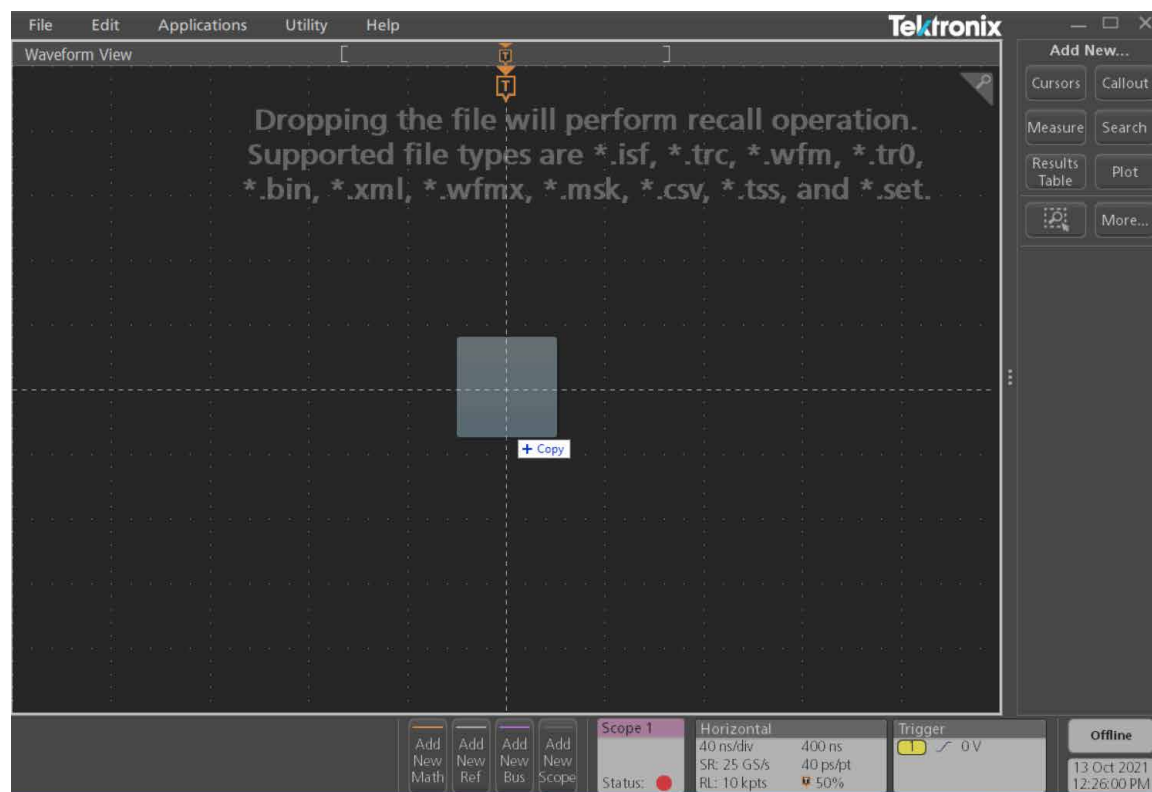 File Edit Applications Utility Help Tektronix
Waveform View
T
T
Dropping the file will perform recall operation.
Supported file types are *.isf, *.trc, *.wfm, *.tr0,
*.bin, *.xml, *.wfmx, *.msk, *.csv, *.tss, and *.set.
+ Copy
Add New...
Cursors Callout
Measure Search
Results
Table
Plot
More...
Add
New
Math
Add
New
Ref
Add
New
Bus
Add
New
Scope
Scope 1
Status:
Horizontal
40 ns/div 400 ns
SR: 25 GS/s 40 ps/pt
RL: 10 kpts 50%
Trigger
1 0 V
Offline
13 Oct 2021
12:26:00 PM